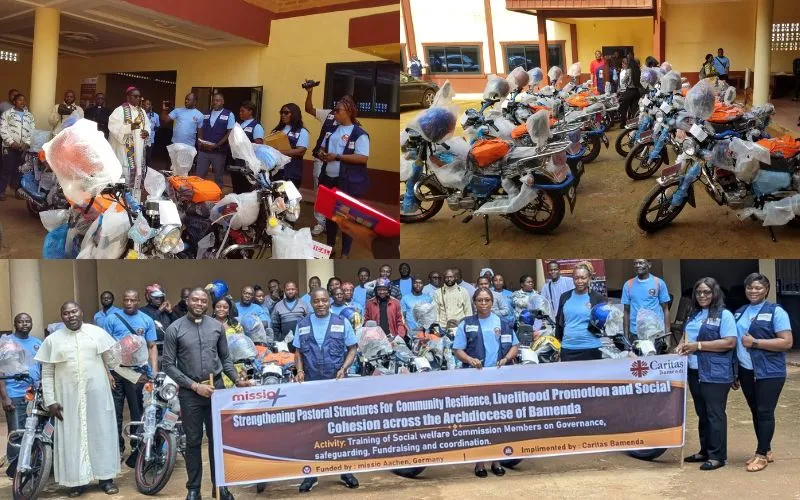 missio
Caritas
Bamenda
Strengthening Pastoral Structures For Community Resilience, Livelihood Promotion and Social
Cohesion across the Archdiocese of Bamenda
Activity: Training of Social welfare Commission Members on Governance,
safeguarding, Fundraising and coordination.
Funded by : missio Aachen, Germany
Implimented by : Caritas Bamenda